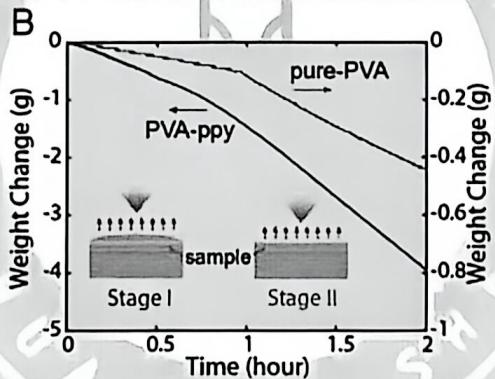 B
0
-1
-2
-3
-4
-5
0
-0.2
-0.4
-0.6
-0.8
-1
Weight Change (g)
Weight Change (g)
pure-PVA
PVA-ppy
sample
Stage I
Stage II
0
0.5
1
1.5
2
Time (hour)